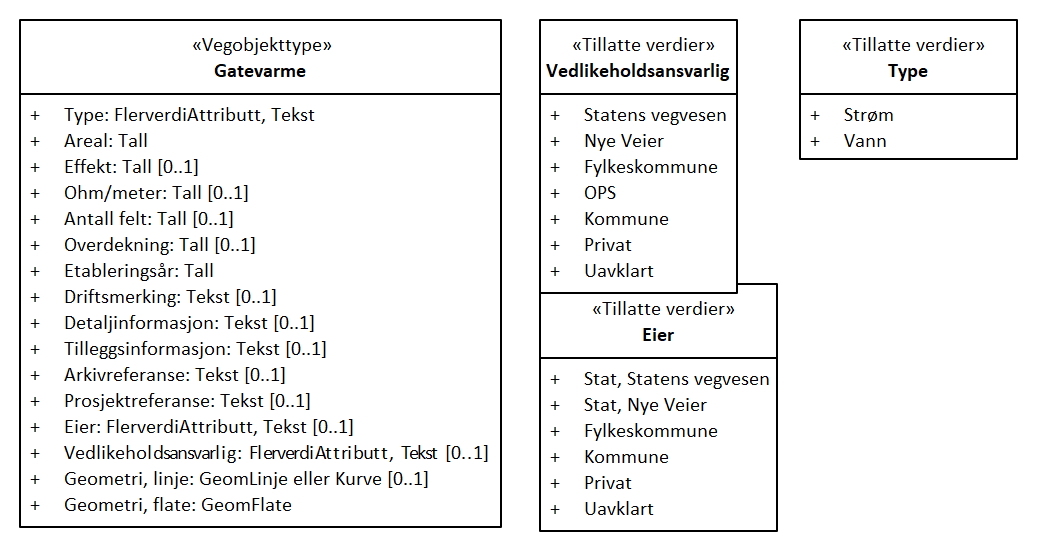 «Vegobjekttype»
Gatevarme
+ Type: FlerverdiAttributt, Tekst
+ Areal: Tall
+ Effekt: Tall [0..1]
+ Ohm/meter: Tall [0..1]
+ Antall felt: Tall [0..1]
+ Overdekning: Tall [0..1]
+ Etableringsår: Tall
+ Driftsmerking: Tekst [0..1]
+ Detaljinformasjon: Tekst [0..1]
+ Tilleggsinformasjon: Tekst [0..1]
+ Arkivreferanse: Tekst [0..1]
+ Prosjektreferanse: Tekst [0..1]
+ Eier: FlerverdiAttributt, Tekst [0..1]
+ Vedlikeholdsansvarlig: FlerverdiAttributt, Tekst [0..1]
+ Geometri, linje: GeomLinje eller Kurve [0..1]
+ Geometri, flate: GeomFlate
«Tillatte verdier»
Vedlikeholdsansvarlig
+ Statens vegvesen
+ Nye Veier
+ Fylkeskommune
+ OPS
+ Kommune
+ Privat
+ Uavklart
«Tillatte verdier»
Eier
+ Stat, Statens vegvesen
+ Stat, Nye Veier
+ Fylkeskommune
+ Kommune
+ Privat
+ Uavklart
«Tillatte verdier»
Type
+ Strøm
+ Vann